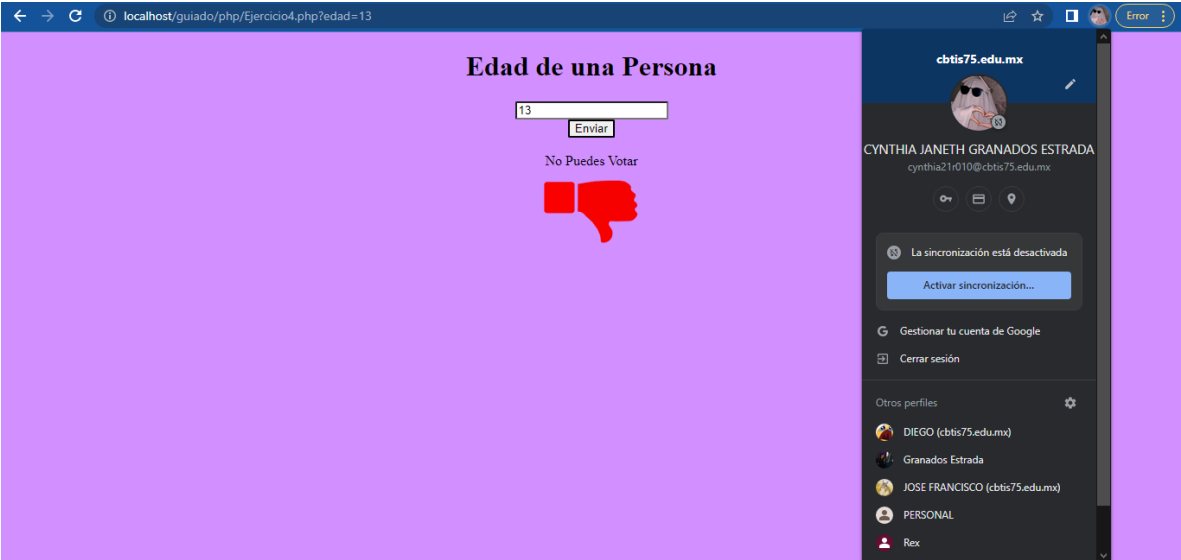 localhost/guiado/php/Ejercicio4.php?edad=13
Error
Edad de una Persona
13
Enviar
No Puedes Votar
cbtis75.edu.mx
CYNTHIA JANETH GRANADOS ESTRADA
cynthia21r010@cbtis75.edu.mx
La sincronización está desactivada
Activar sincronización...
Gestionar tu cuenta de Google
Cerrar sesión
Otros perfiles
DIEGO (cbtis75.edu.mx)
Granados Estrada
JOSE FRANCISCO (cbtis75.edu.mx)
PERSONAL
Rex